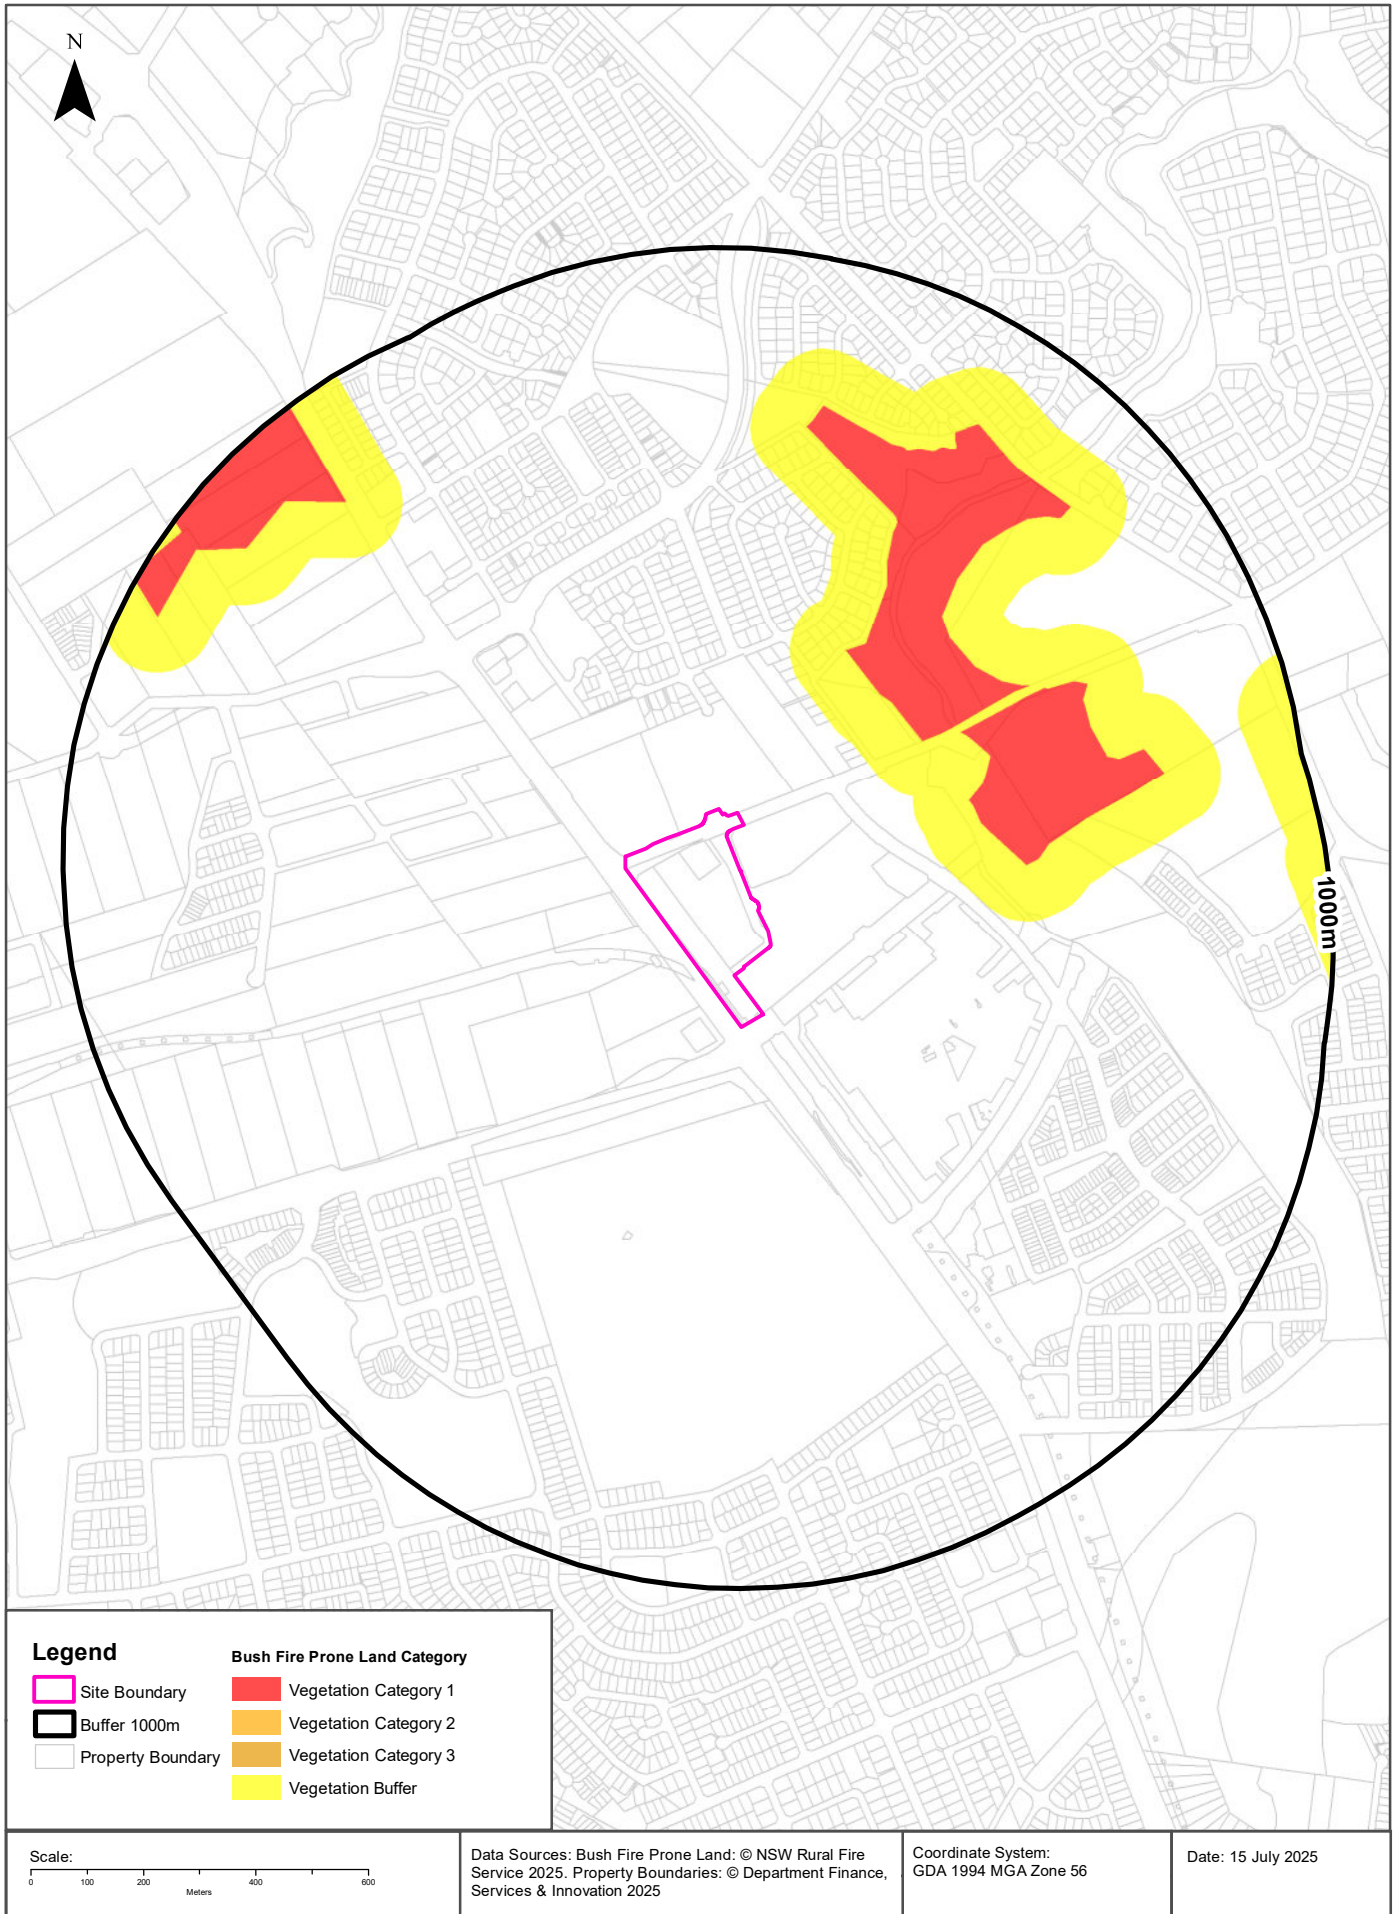 N
1000m
Legend
Site Boundary
Buffer 1000m
Property Boundary
Bush Fire Prone Land Category
Vegetation Category 1
Vegetation Category 2
Vegetation Category 3
Vegetation Buffer
Scale:
0 100 200 400 600
Meters
Data Sources: Bush Fire Prone Land: © NSW Rural Fire
Service 2025. Property Boundaries: © Department Finance,
Services & Innovation 2025
Coordinate System:
GDA 1994 MGA Zone 56
Date: 15 July 2025